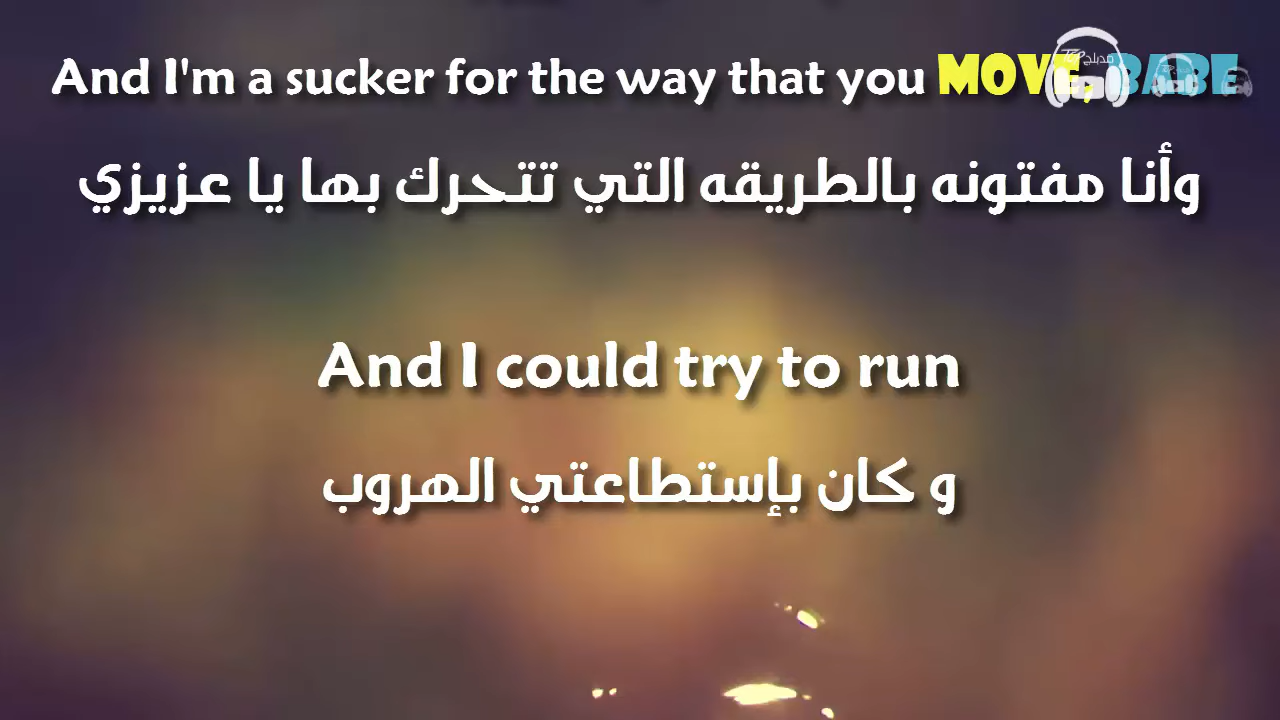 And I'm a sucker for the way that you MOVE, BABE
وأنا مفتونه بالطريقه التي تتحرك بها يا عزيزي
And I could try to run
و كان بإستطاعتي الهروب